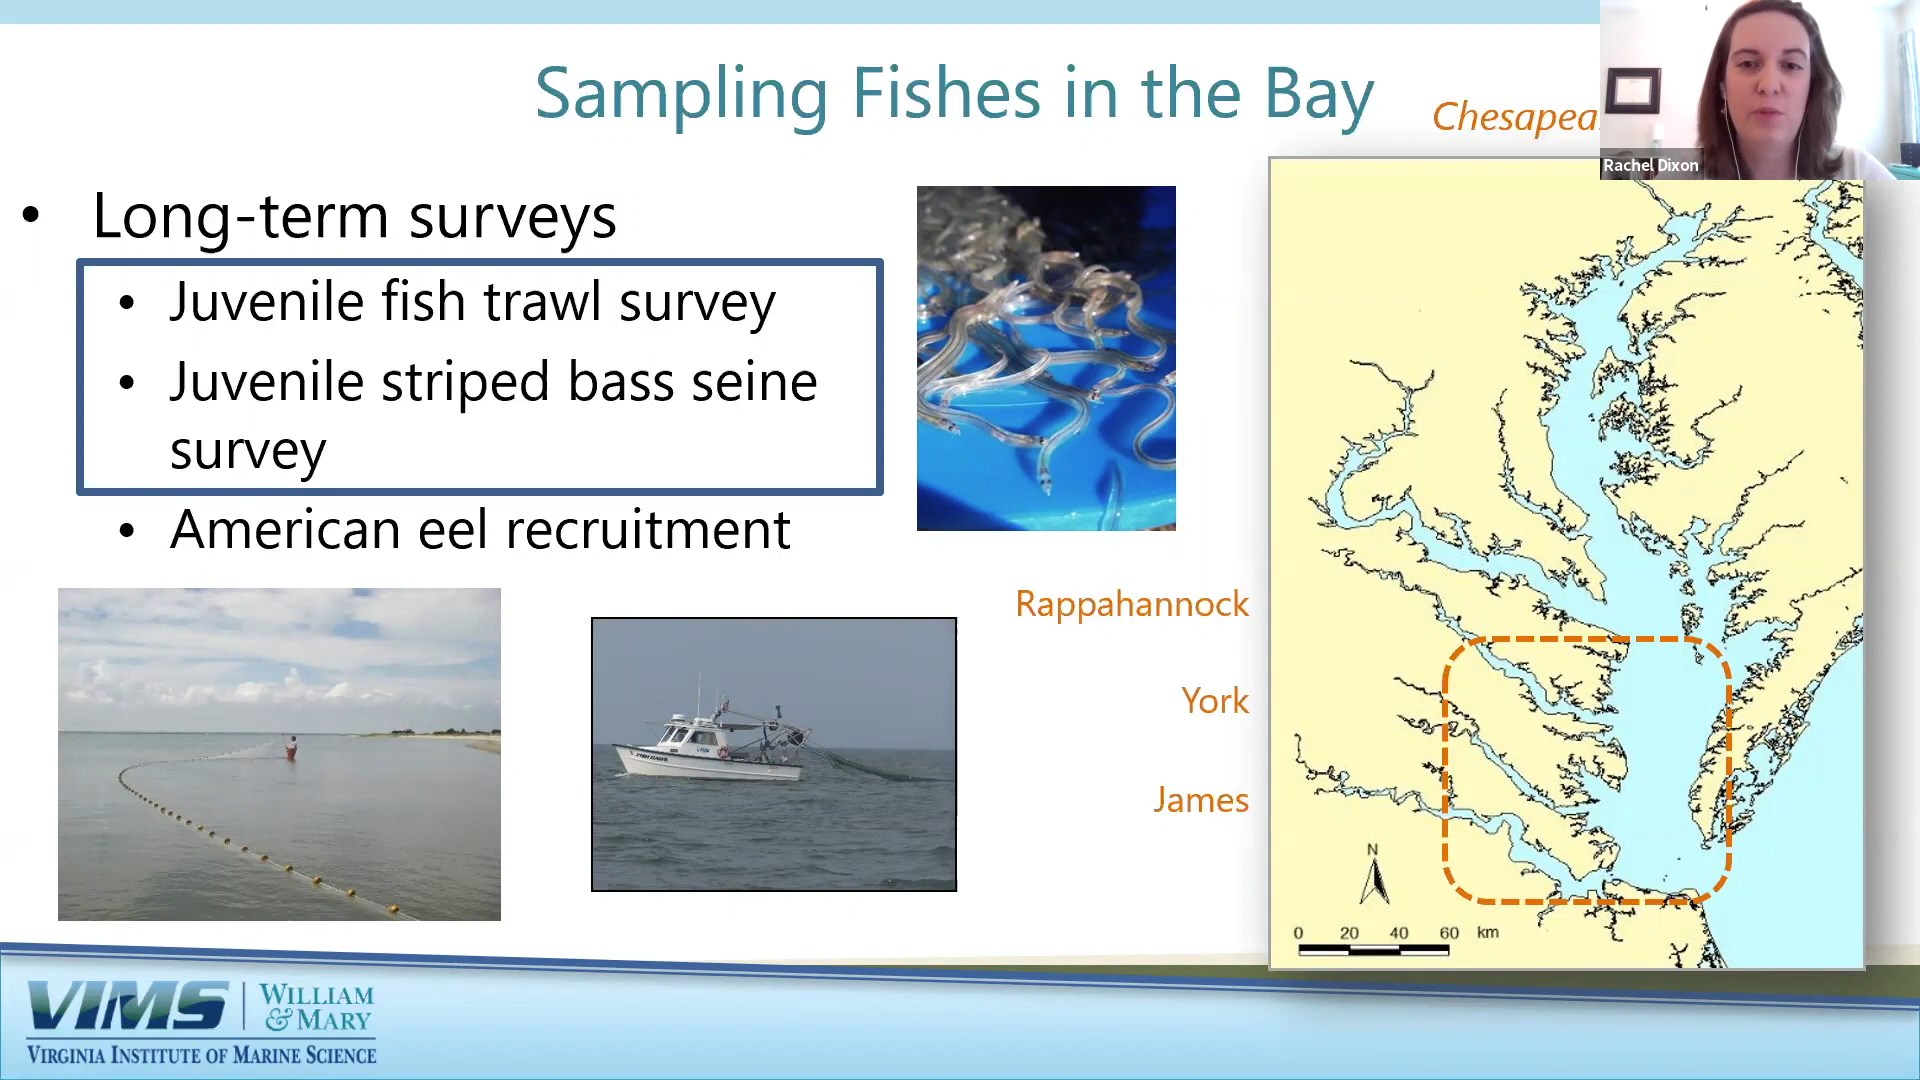 Sampling Fishes in the Bay
Rachel Dixon
• Long-term surveys
• Juvenile fish trawl survey
• Juvenile striped bass seine
survey
• American eel recruitment
Rappahannock
York
James
N
0 20 40 60 km
VIMS
WILLIAM
& MARY
VIRGINIA INSTITUTE OF MARINE SCIENCE